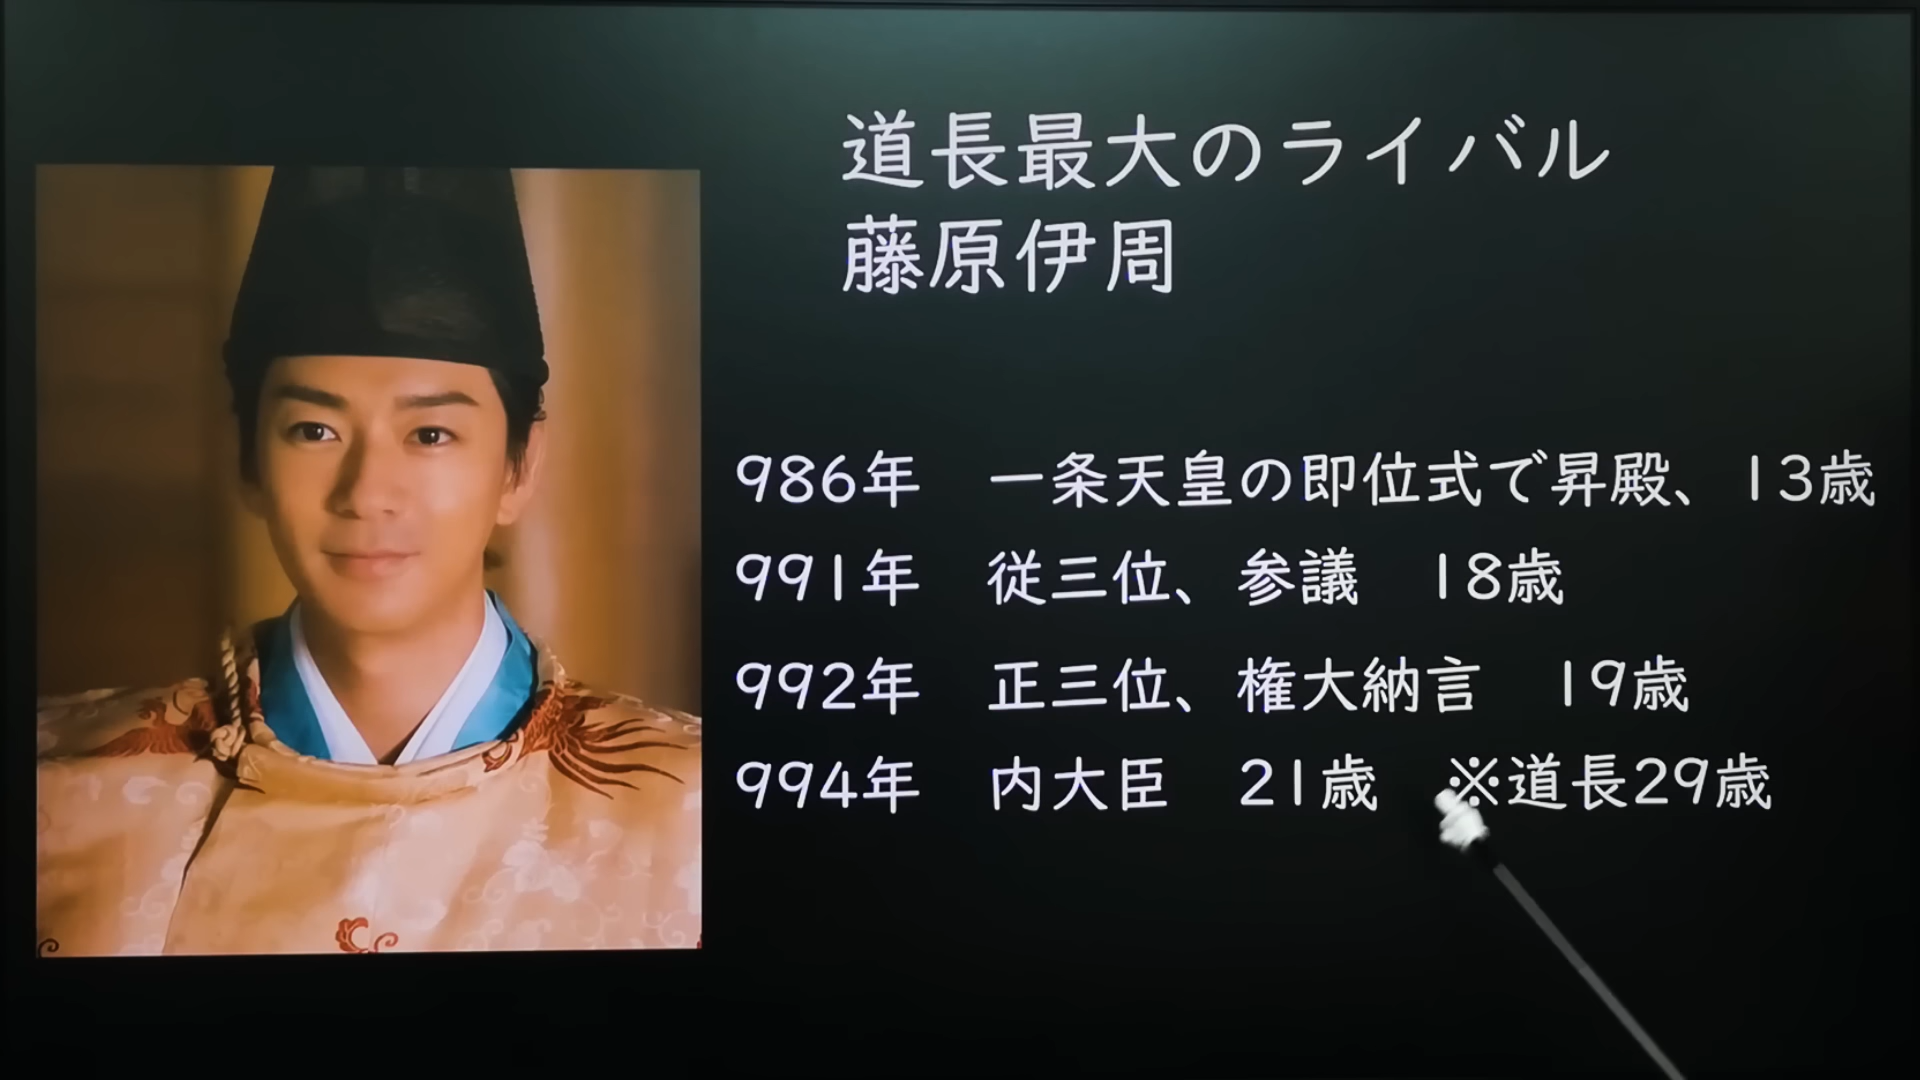 道長最大のライバル
藤原伊周
986年　一条天皇の即位式で昇殿、13歳
991年　従三位、参議　18歳
992年　正三位、権大納言　19歳
994年　内大臣　21歳　※道長29歳